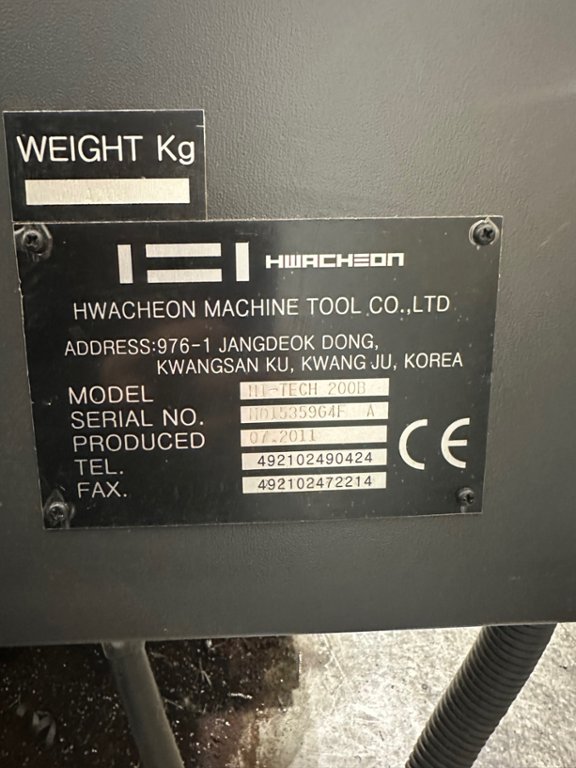 WEIGHT Kg
HWACHEON
HWACHEON MACHINE TOOL CO.,LTD
ADDRESS:976-1 JANGDEOK DONG,
KWANGSAN KU, KWANG JU, KOREA
MODEL HI-TECH 200B
SERIAL NO. A
PRODUCED 07.2011
TEL. 492102490424
FAX. 492102472214
CE